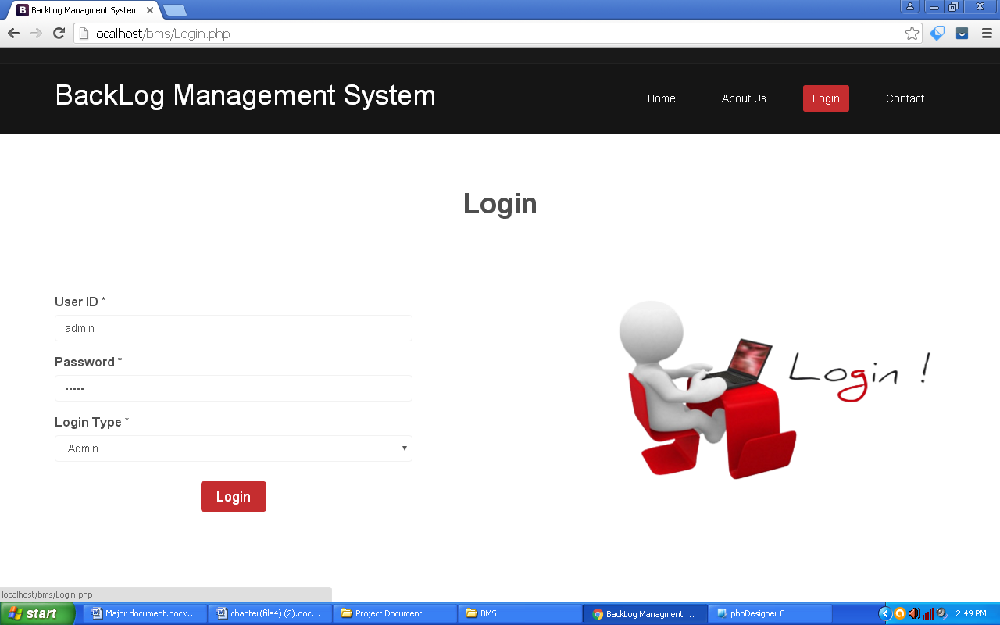 BackLog Managment System
localhost/bms/Login.php
BackLog Management System
Home About Us Login Contact
Login
User ID *
admin
Password *
•••••
Login Type *
Admin
Login
Login !
localhost/bms/Login.php
start Major document.docx... chapter(file4) (2).doc... Project Document BMS BackLog Managment ... phpDesigner 8 2:49 PM